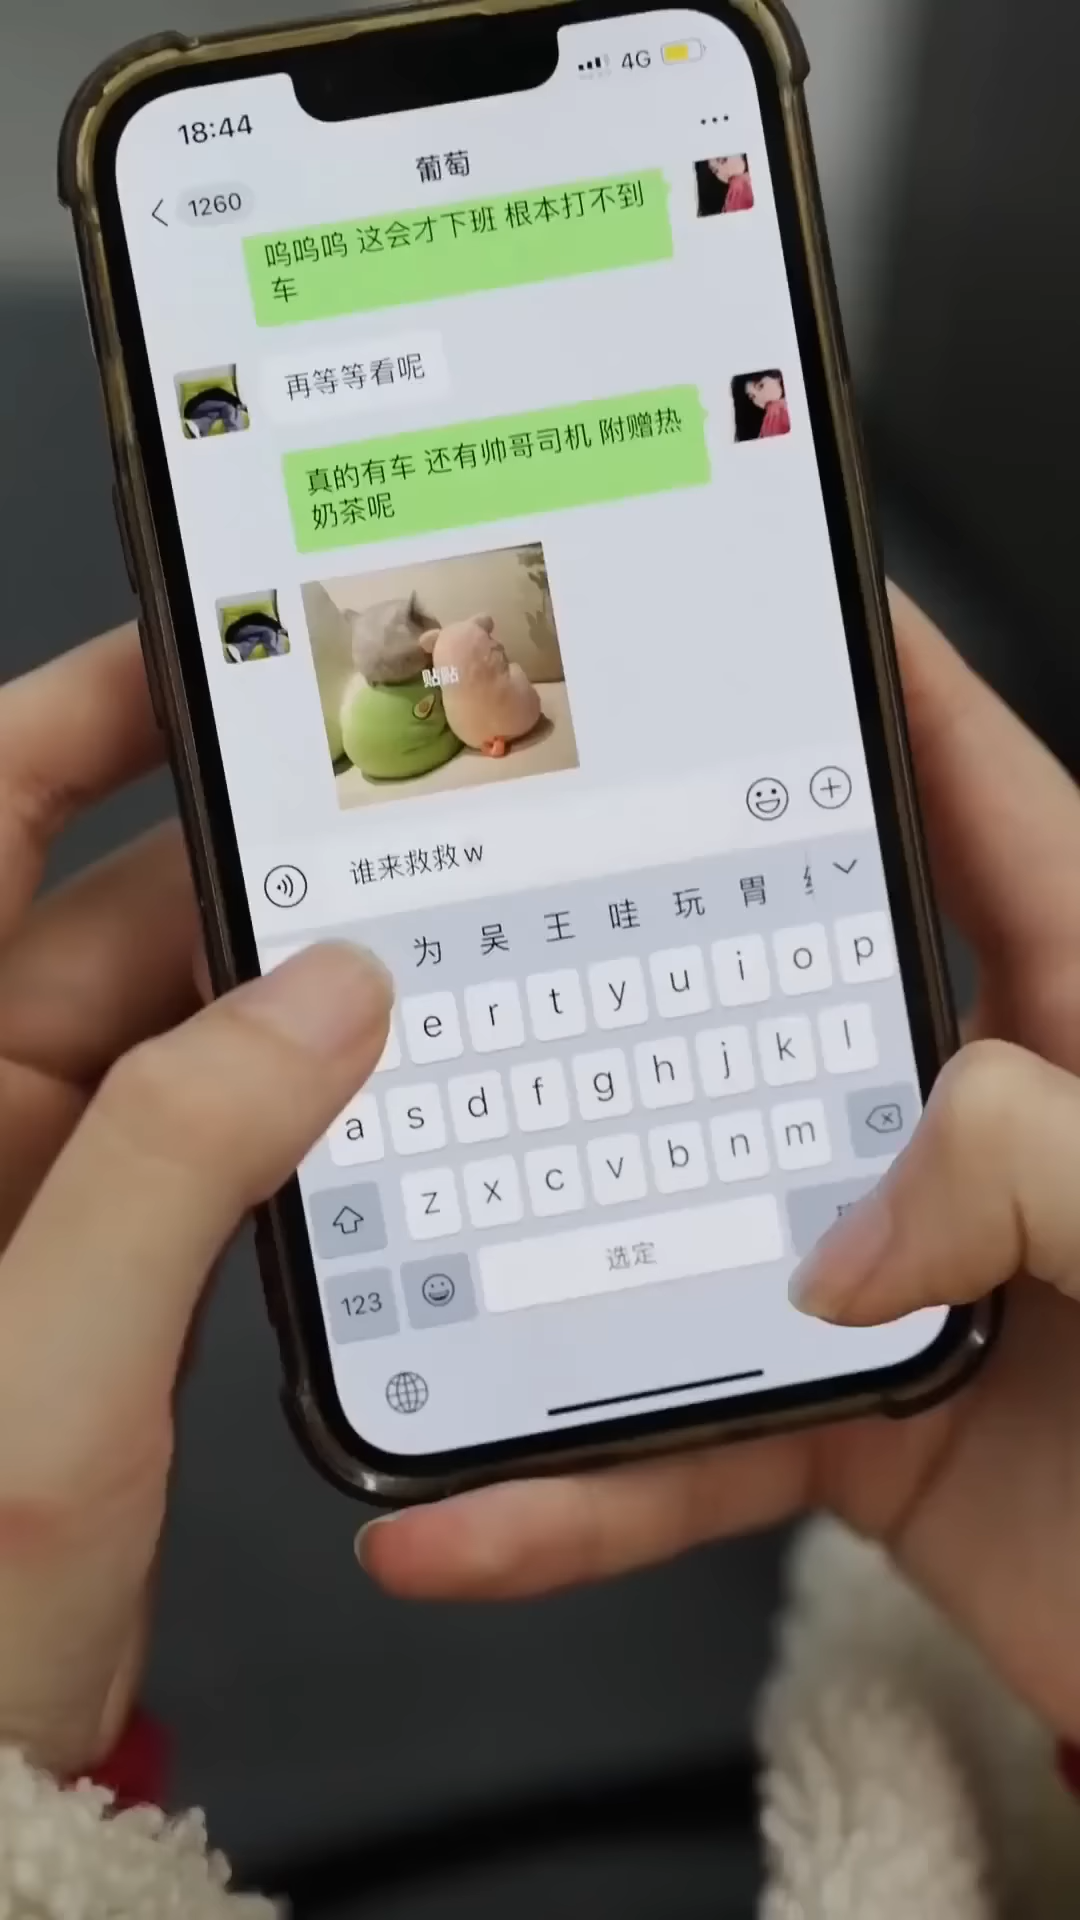 18:44
4G
1260
葡萄
呜呜呜 这会才下班 根本打不到
车
再等等看呢
真的有车 还有帅哥司机 附赠热
奶茶呢
贴贴
谁来救救w
为 吴 王 哇 玩 胃
e r t y u i o p
a s d f g h j k l
z x c v b n m
123 选定